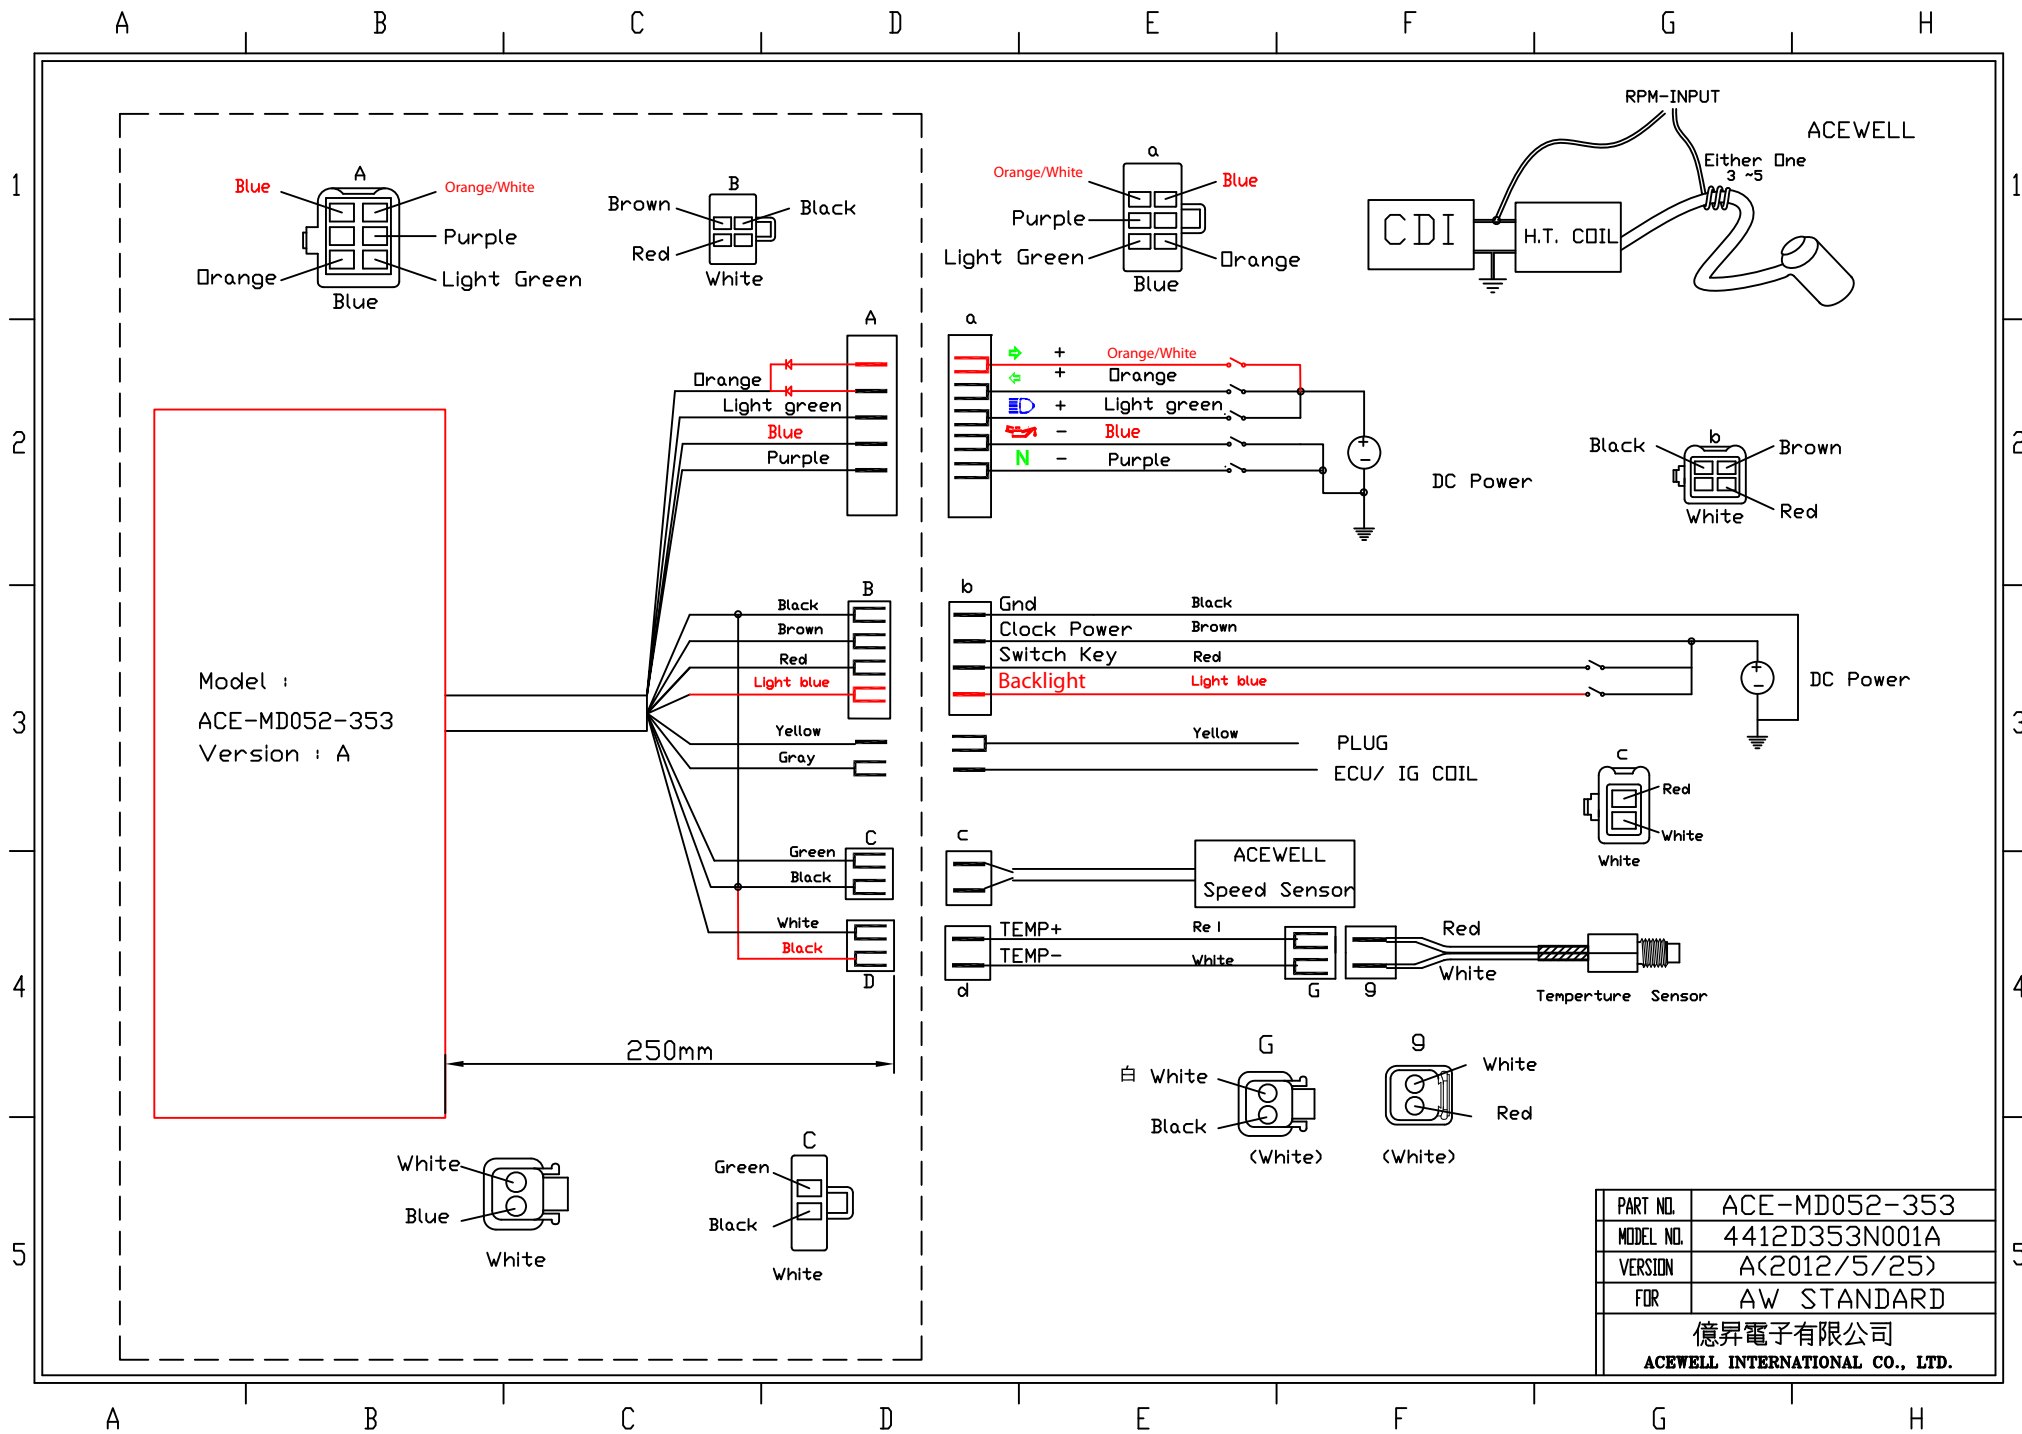 A B C D E F G H
1
2
3
4
5
A
Blue
Orange/White
Purple
Orange
Light Green
Blue
B
Brown
Black
Red
White
a
Orange/White
Blue
Purple
Light Green
Orange
Blue
RPM-INPUT
ACEWELL
Either One
3 ~5
CDI
H.T. COIL
A
Orange
Light green
Blue
Purple
a
+ Orange/White
+ Orange
+ Light green
- Blue
N - Purple
+
-
DC Power
b
Black
Brown
White
Red
Model :
ACE-MD052-353
Version : A
B
Black
Brown
Red
Light blue
Yellow
Gray
b
Gnd Black
Clock Power Brown
Switch Key Red
Backlight Light blue
Yellow PLUG
ECU/ IG COIL
+
-
DC Power
c
Red
White
White
C
Green
Black
White
Black
D
c
ACEWELL
Speed Sensor
TEMP+ Re
TEMP- White
d
G
g
Red
White
Temperture Sensor
250mm
G
白 White
Black
(White)
g
White
Red
(White)
White
Blue
White
C
Green
Black
White
PART NO. ACE-MD052-353
MODEL NO. 4412D353N001A
VERSION A(2012/5/25)
FOR AW STANDARD
億昇電子有限公司
ACEWELL INTERNATIONAL CO., LTD.
1
2
3
4
5
A B C D E F G H